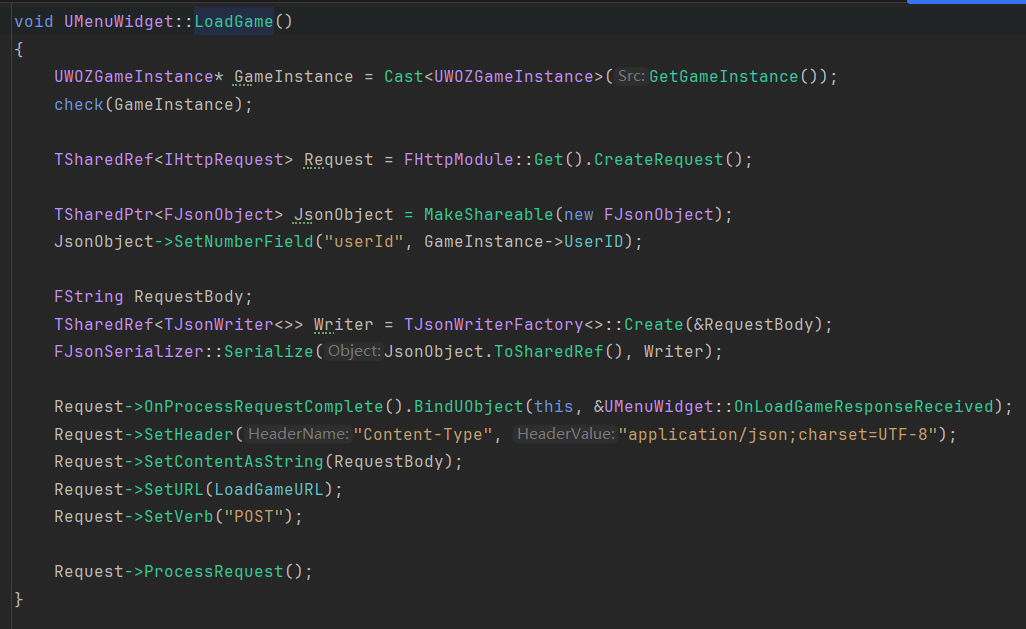 void UMenuWidget::LoadGame()
{
    UWOZGameInstance* GameInstance = Cast<UWOZGameInstance>(Src:GetGameInstance());
    check(GameInstance);

    TSharedRef<IHttpRequest> Request = FHttpModule::Get().CreateRequest();

    TSharedPtr<FJsonObject> JsonObject = MakeShareable(new FJsonObject);
    JsonObject->SetNumberField("userId", GameInstance->UserID);

    FString RequestBody;
    TSharedRef<TJsonWriter<>> Writer = TJsonWriterFactory<>::Create(&RequestBody);
    FJsonSerializer::Serialize(Object:JsonObject.ToSharedRef(), Writer);

    Request->OnProcessRequestComplete().BindUObject(this, &UMenuWidget::OnLoadGameResponseReceived);
    Request->SetHeader(HeaderName:"Content-Type", HeaderValue:"application/json;charset=UTF-8");
    Request->SetContentAsString(RequestBody);
    Request->SetURL(LoadGameURL);
    Request->SetVerb("POST");

    Request->ProcessRequest();
}